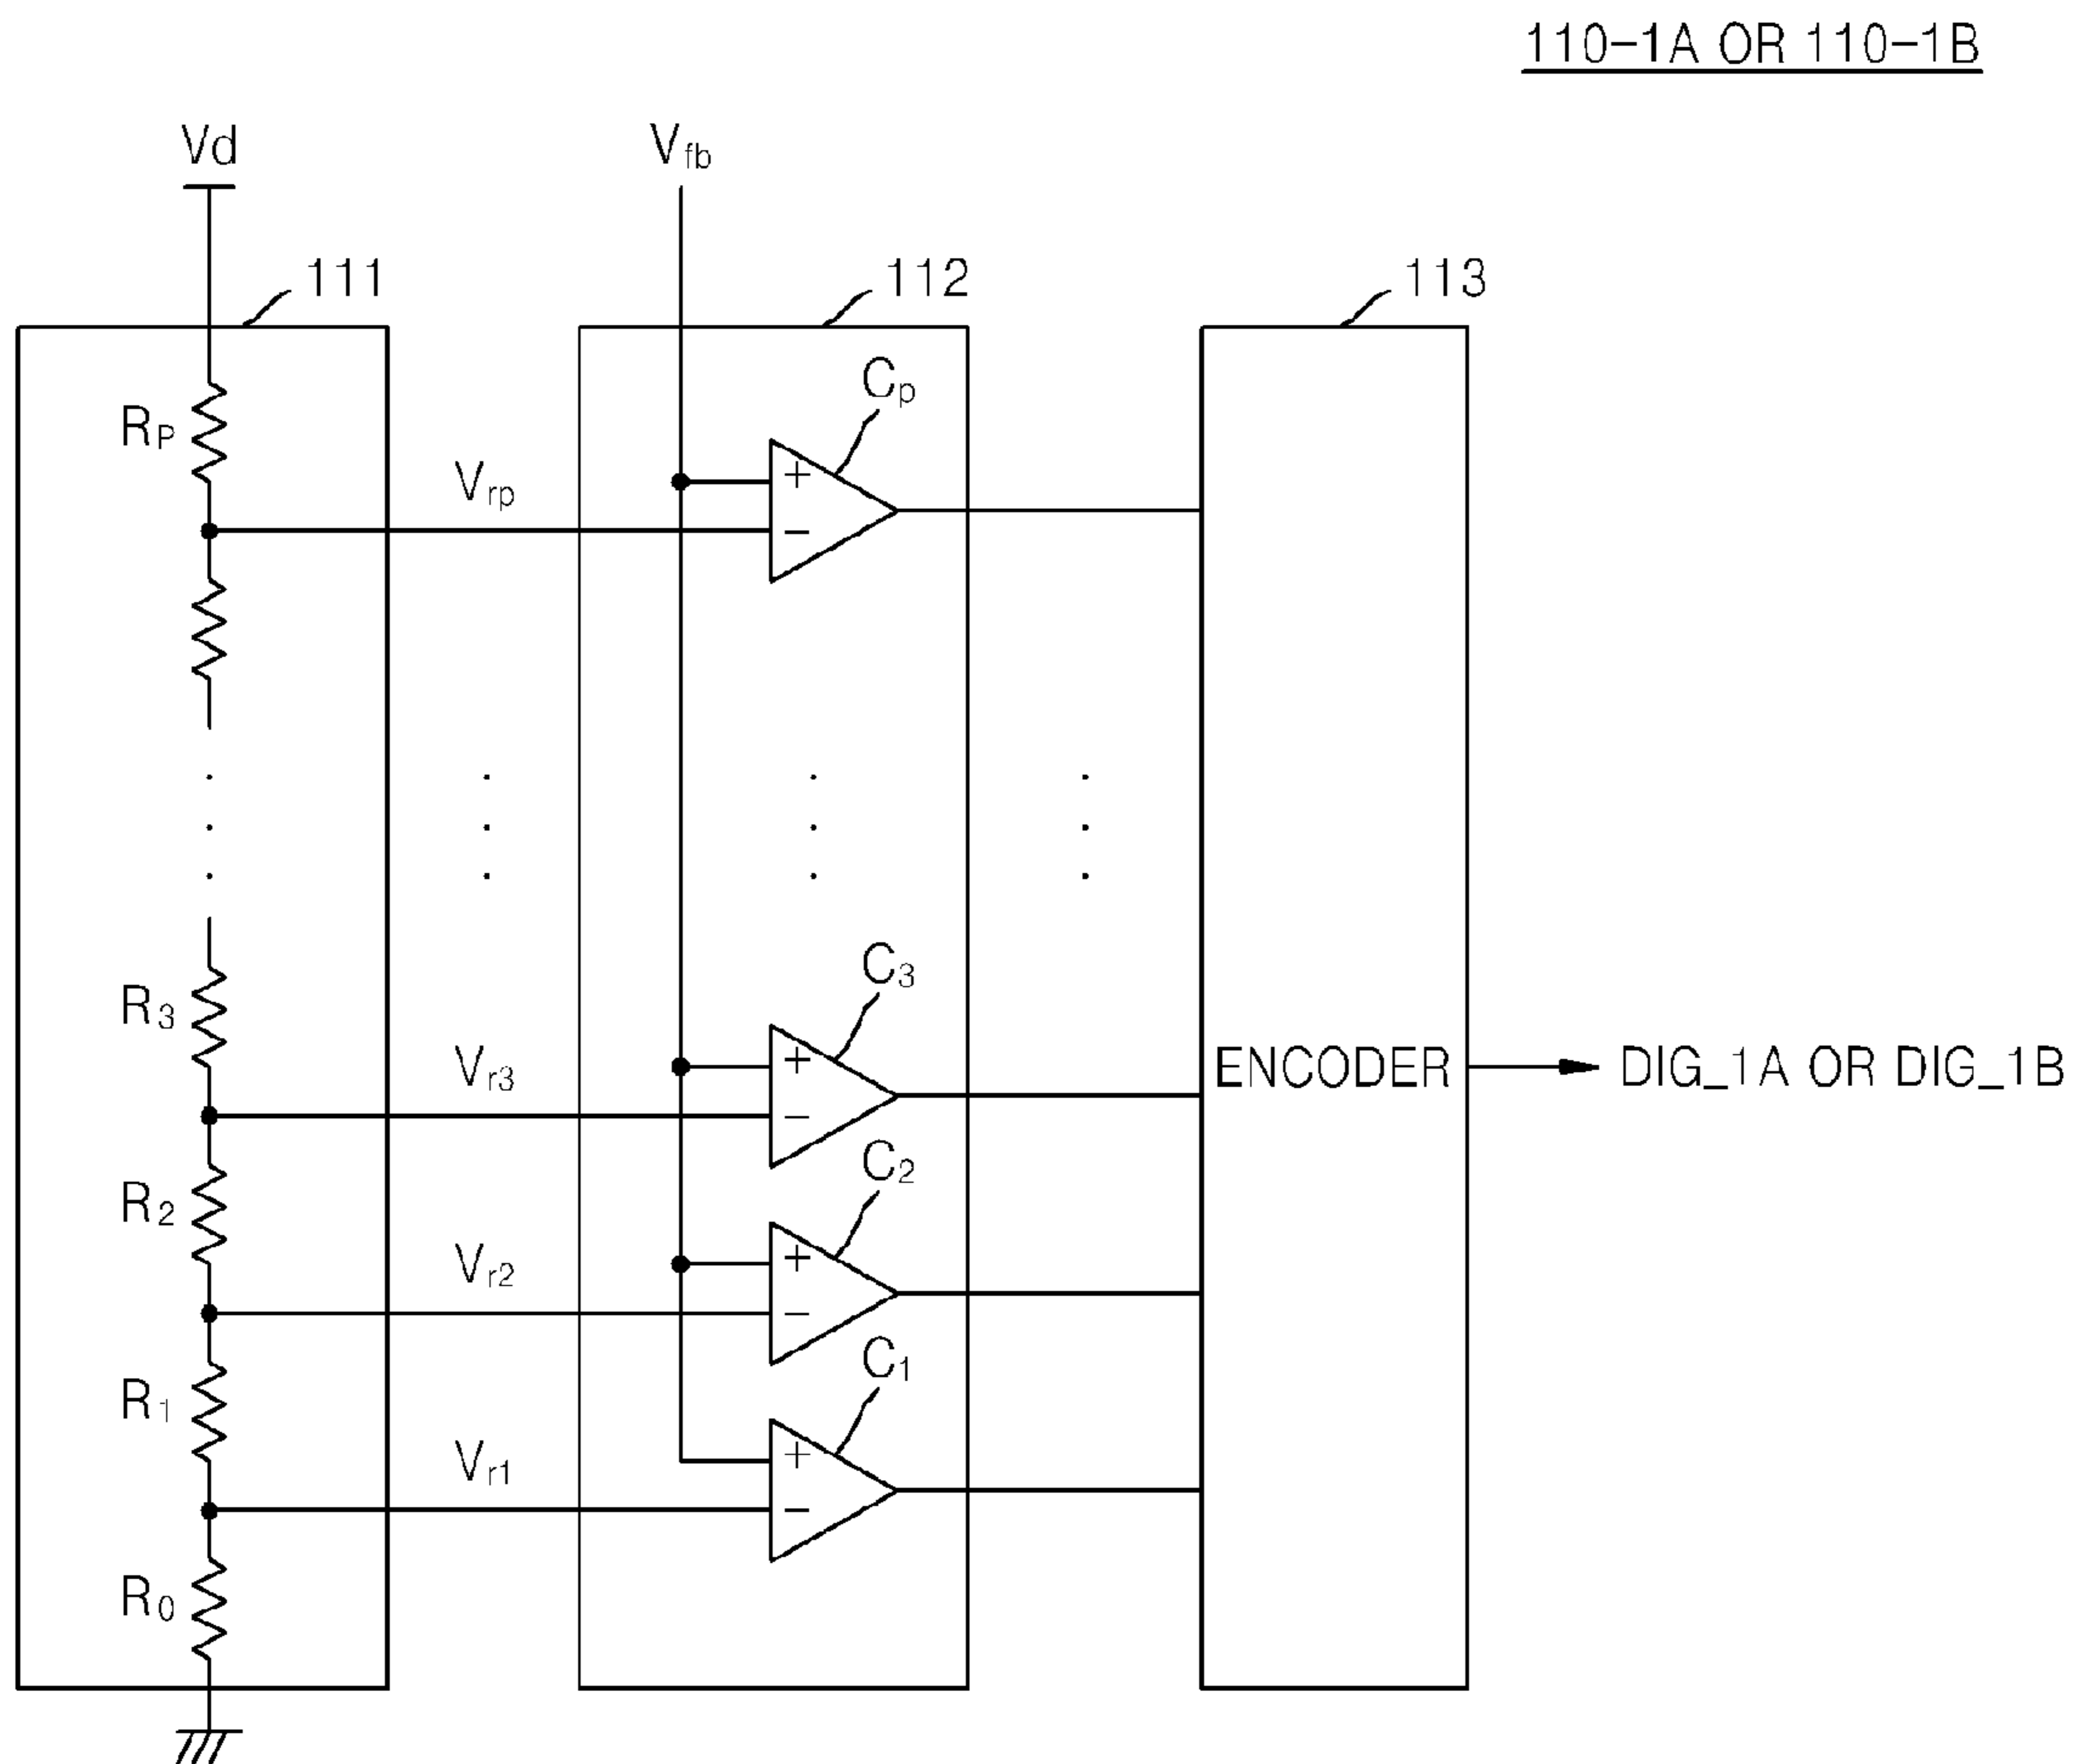 110-1A OR 110-1B
Vd
Vfb
111
112
113
Cp
RP
Vrp
+
−
C3
R3
Vr3
+
−
ENCODER
DIG_1A OR DIG_1B
C2
R2
Vr2
+
−
C1
R1
Vr1
+
−
R0